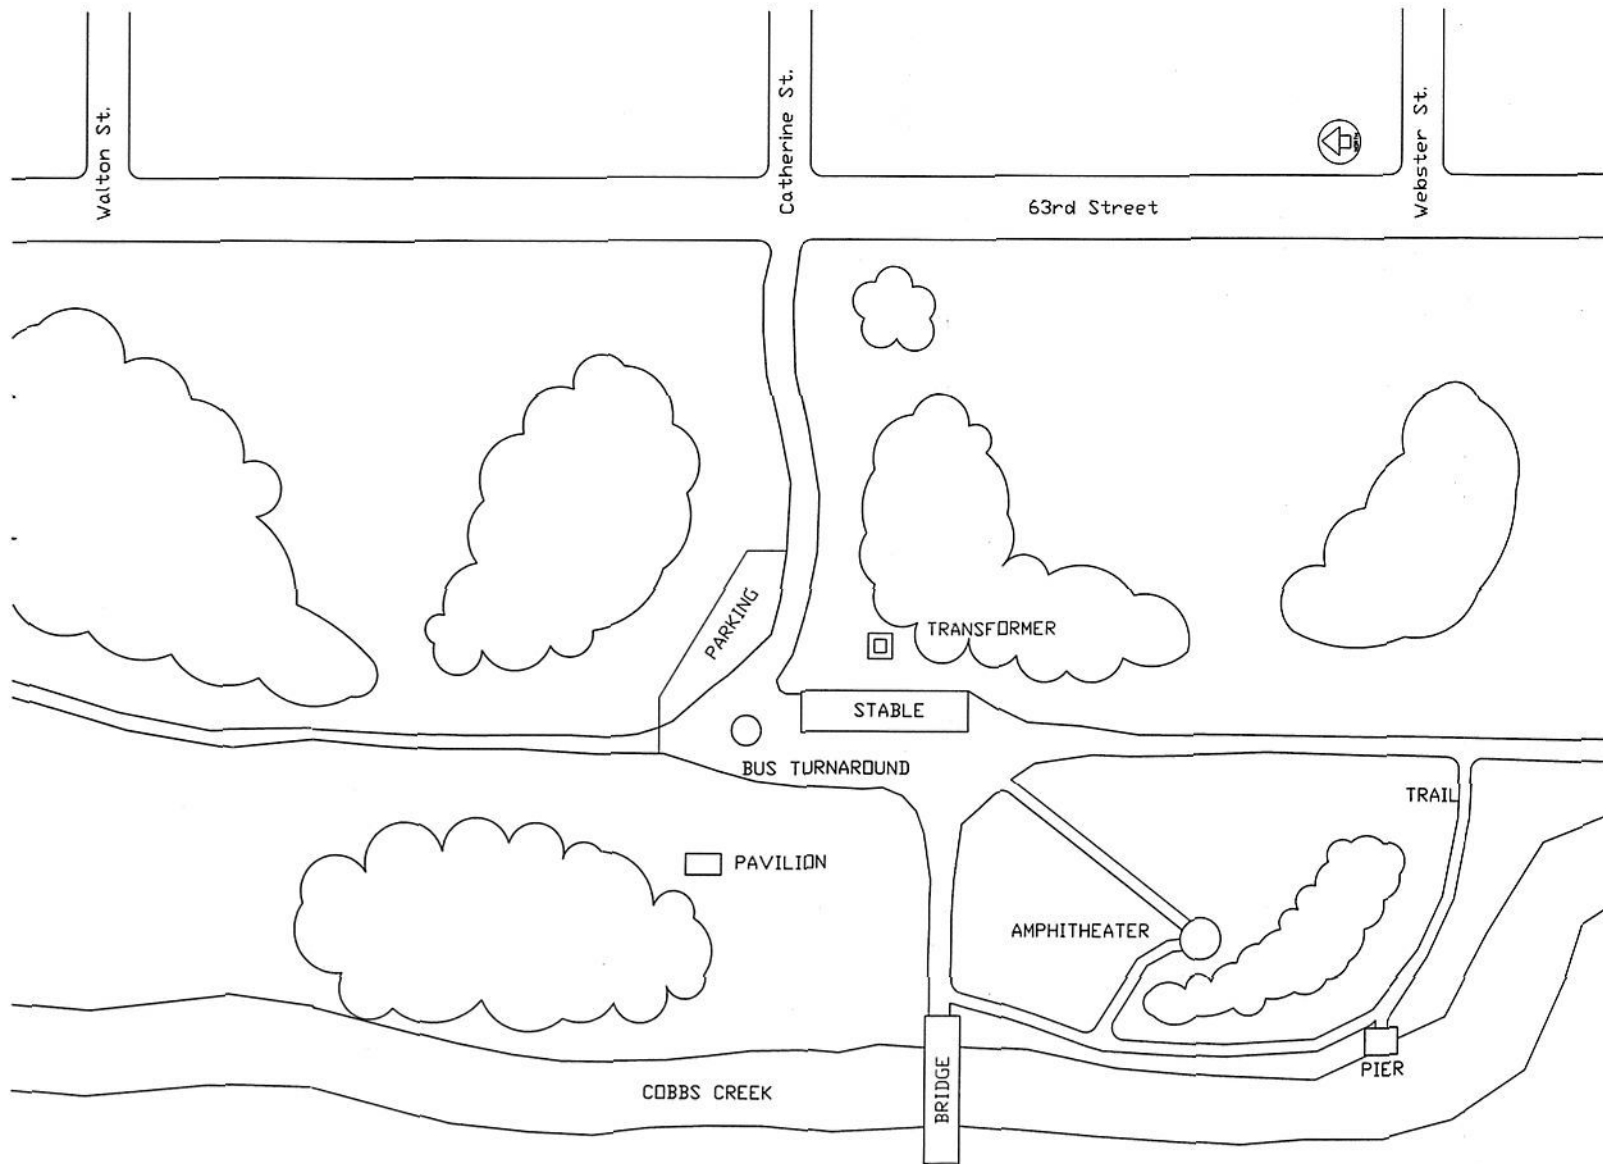 Walton St.
Catherine St.
Webster St.
NORTH
63rd Street
PARKING
TRANSFORMER
STABLE
BUS TURNAROUND
TRAIL
PAVILION
AMPHITHEATER
PIER
BRIDGE
COBBS CREEK